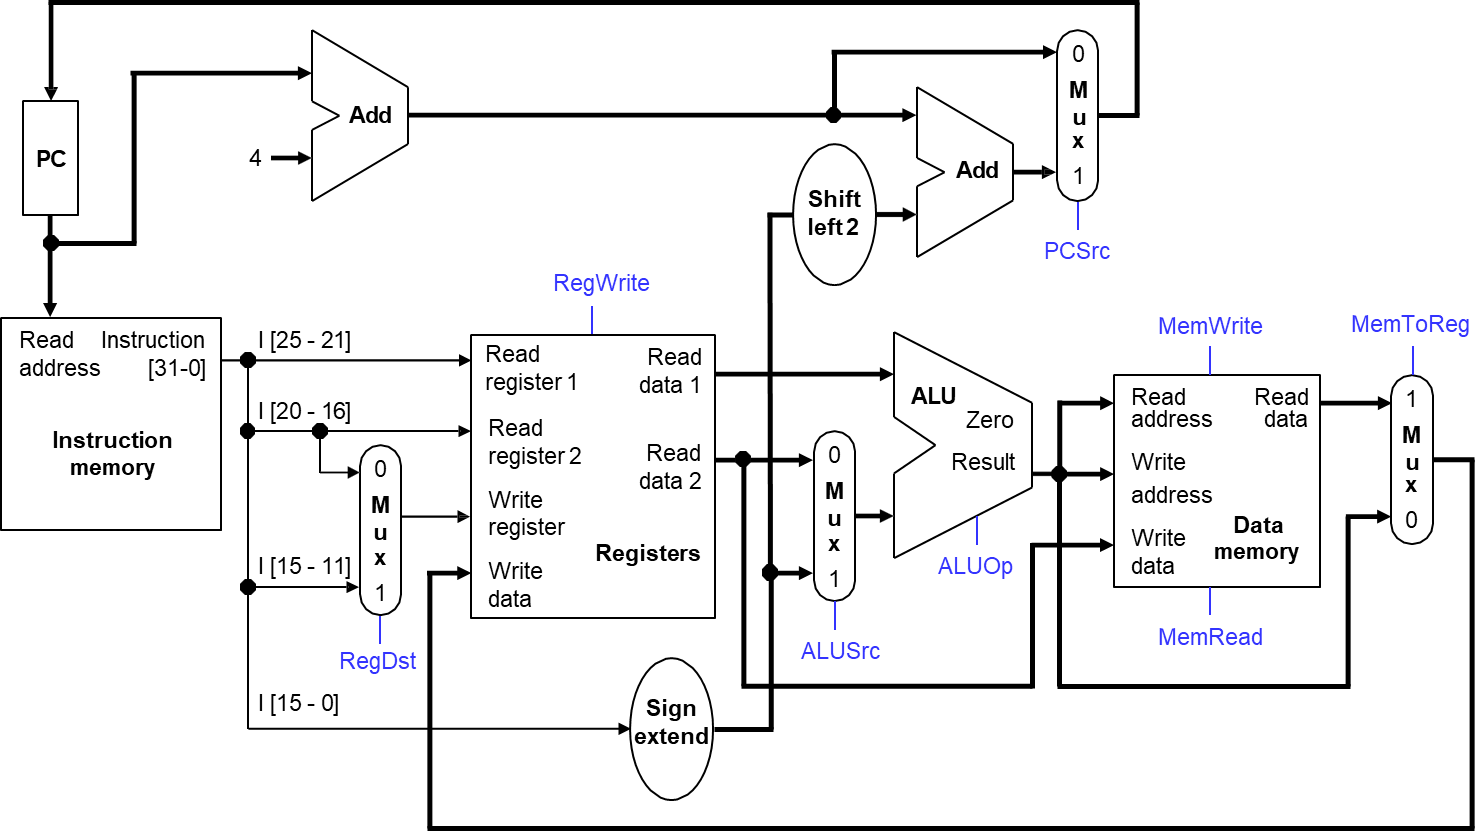 0
M
u
x
1
PCSrc
Add
4
PC
Add
Shift
left 2
RegWrite
I [25 - 21]
Read
address
Instruction
[31-0]
Instruction
memory
I [20 - 16]
0
M
u
x
1
RegDst
I [15 - 11]
I [15 - 0]
Read
register 1
Read
data 1
Read
register 2
Read
data 2
Write
register
Registers
Write
data
Sign
extend
0
M
u
x
1
ALUSrc
ALU
Zero
Result
ALUOp
MemWrite
Read
address
Read
data
Write
address
Data
memory
Write
data
MemRead
MemToReg
1
M
u
x
0